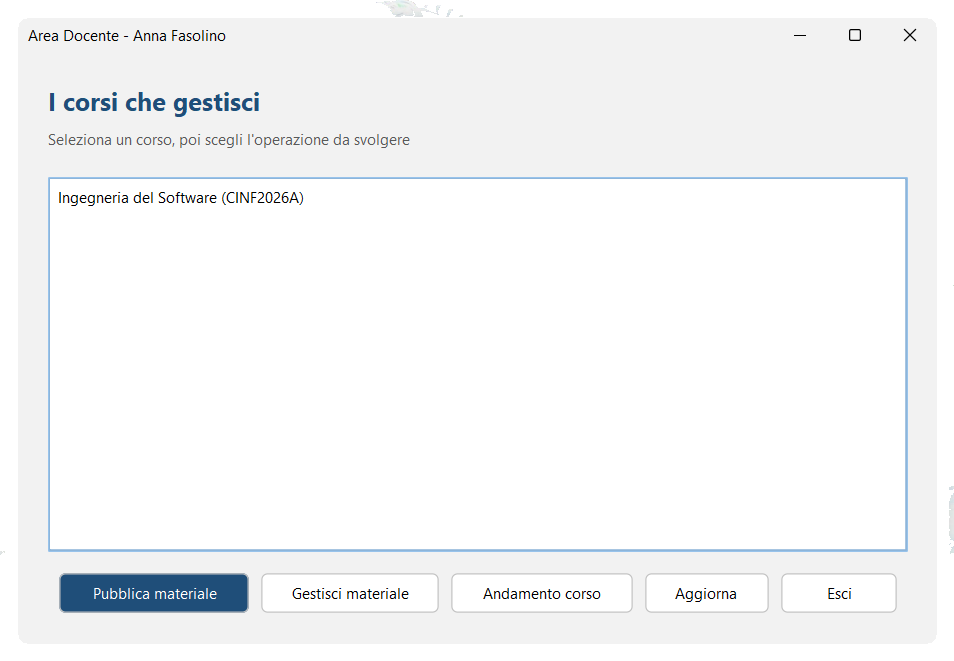 Area Docente - Anna Fasolino
I corsi che gestisci
Seleziona un corso, poi scegli l'operazione da svolgere
Ingegneria del Software (CINF2026A)
Pubblica materiale Gestisci materiale Andamento corso Aggiorna Esci